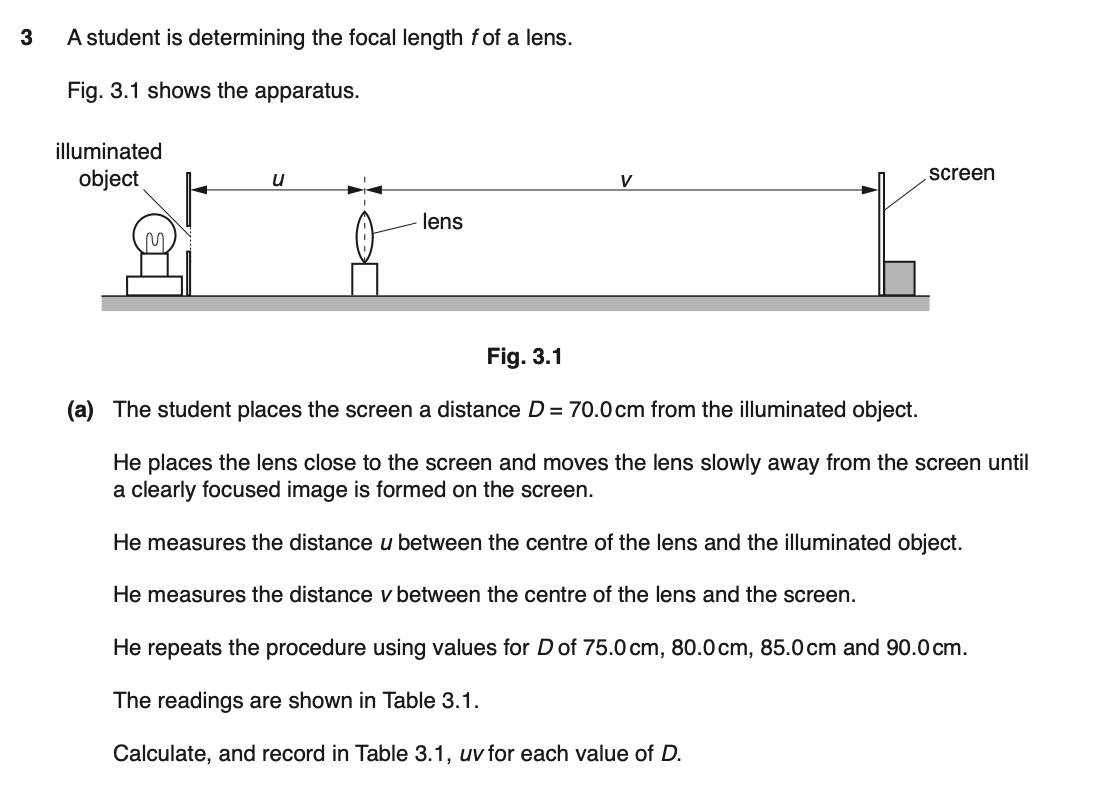 3 A student is determining the focal length f of a lens.
Fig. 3.1 shows the apparatus.
illuminated
object
u
v
screen
lens
Fig. 3.1
(a) The student places the screen a distance D = 70.0 cm from the illuminated object.
He places the lens close to the screen and moves the lens slowly away from the screen until
a clearly focused image is formed on the screen.
He measures the distance u between the centre of the lens and the illuminated object.
He measures the distance v between the centre of the lens and the screen.
He repeats the procedure using values for D of 75.0 cm, 80.0 cm, 85.0 cm and 90.0 cm.
The readings are shown in Table 3.1.
Calculate, and record in Table 3.1, uv for each value of D.